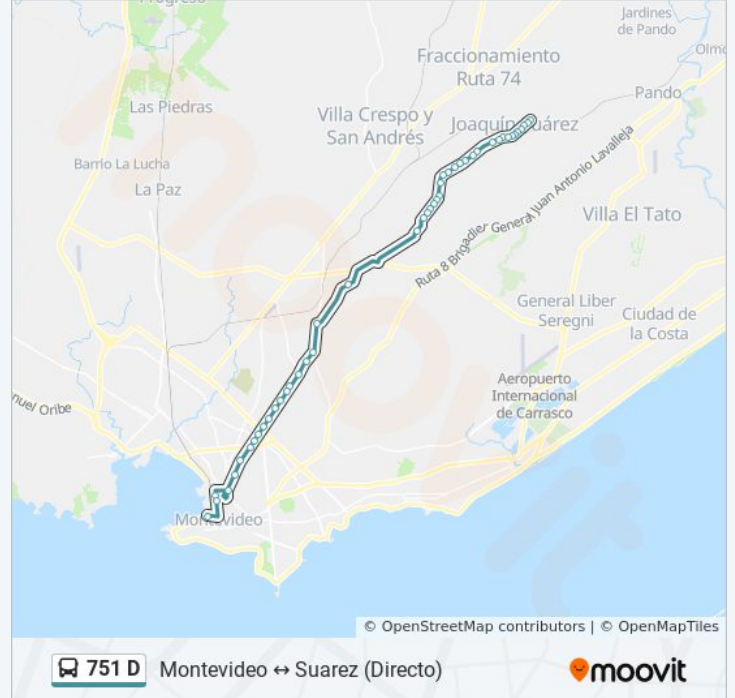 Progreso
Jardines
de Pando
Fraccionamiento
Ruta 74
Olmo
Pando
Las Piedras
Villa Crespo y
San Andrés
Joaquín Suárez
Barrio La Lucha
La Paz
Ruta 8 Brigadier General Juan Antonio Lavalleja
Villa El Tato
General Liber
Seregni
Ciudad de
la Costa
Aeropuerto
Internacional
de Carrasco
nuel Oribe
Montevideo
moovit
© OpenStreetMap contributors | © OpenMapTiles
751 D Montevideo ↔ Suarez (Directo)
moovit